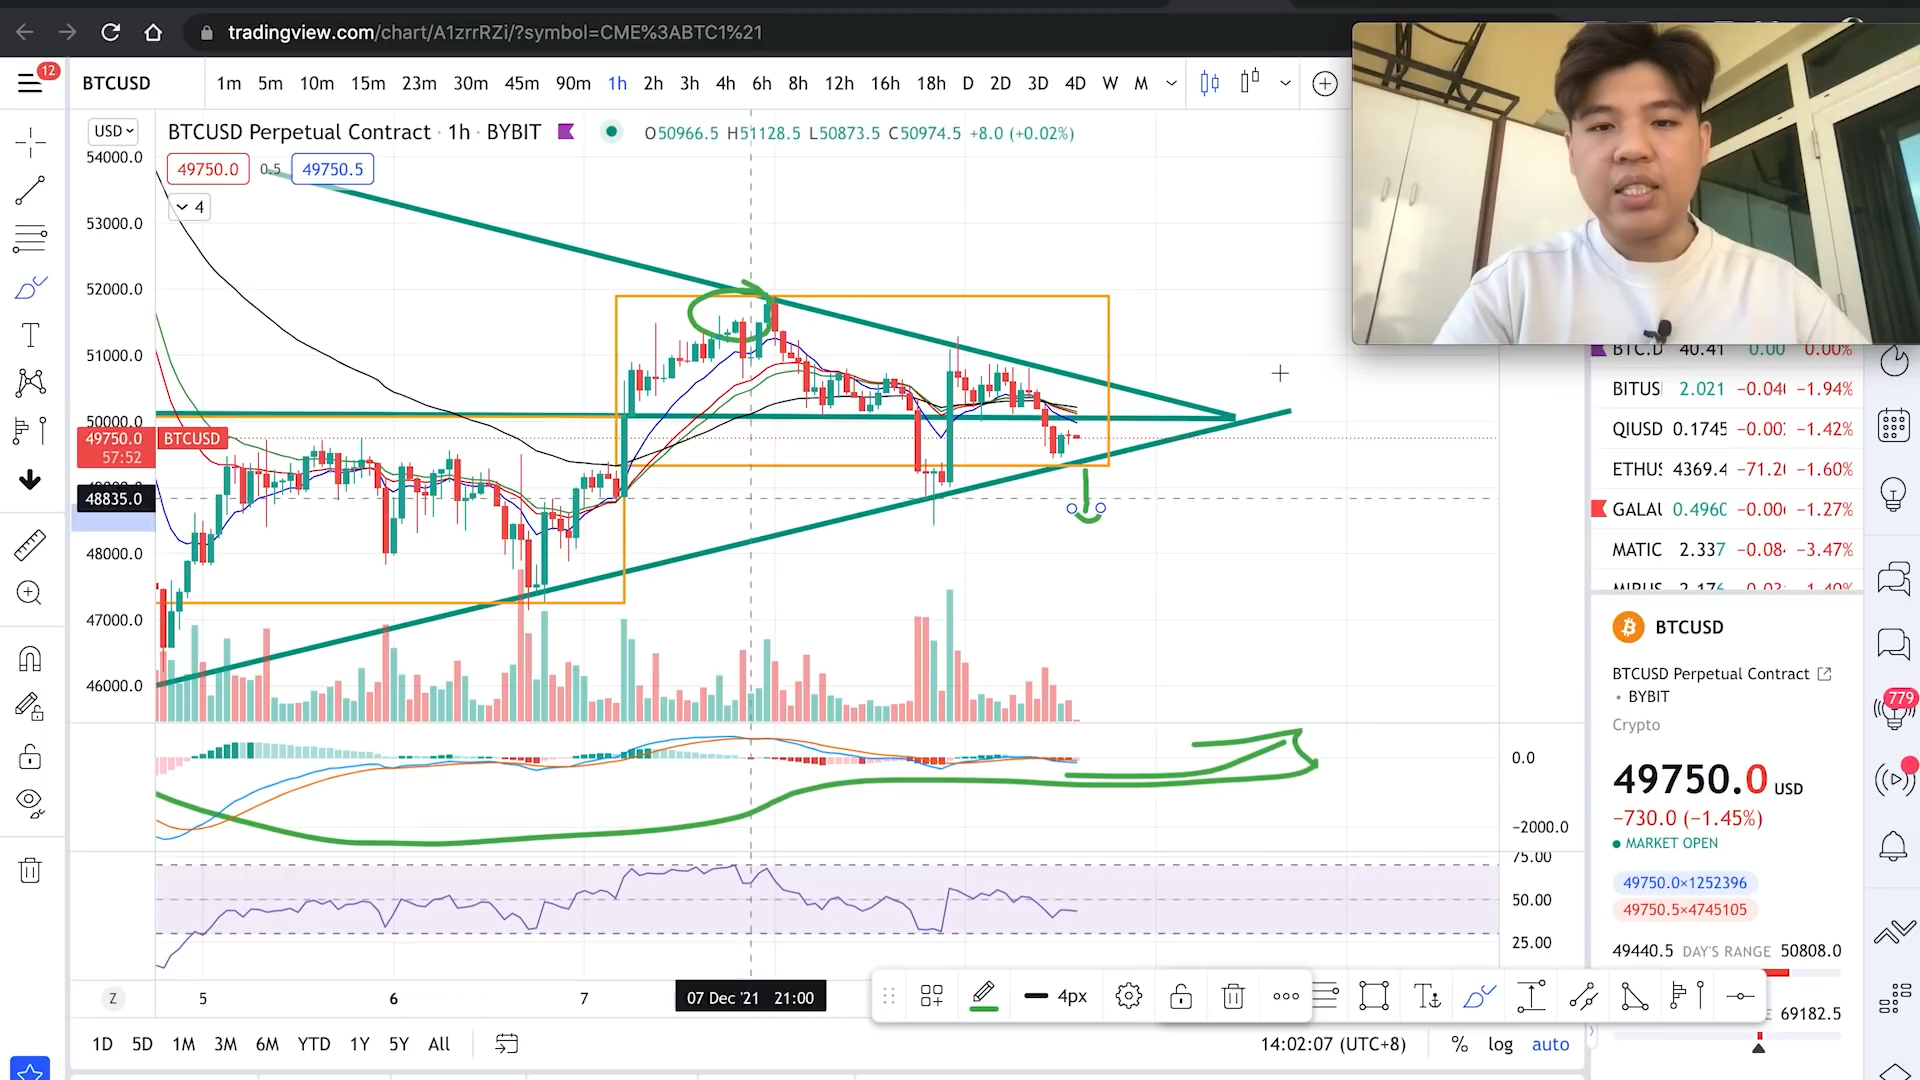 tradingview.com/chart/A1zrrRZi/?symbol=CME%3ABTC1%21
12
BTCUSD
1m 5m 10m 15m 23m 30m 45m 90m 1h 2h 3h 4h 6h 8h 12h 16h 18h D 2D 3D 4D W M
USD
BTCUSD Perpetual Contract · 1h · BYBIT
O50966.5 H51128.5 L50873.5 C50974.5 +8.0 (+0.02%)
49750.0 0.5 49750.5
4
54000.0
53000.0
52000.0
51000.0
50000.0
49750.0 BTCUSD
57:52
48835.0
48000.0
47000.0
46000.0
0.0
−2000.0
75.00
50.00
25.00
Z 5 6 7 07 Dec '21 21:00
4px
1D 5D 1M 3M 6M YTD 1Y 5Y All
14:02:07 (UTC+8) % log auto
BTC.D 40.41 0.00 0.00%
BITUS 2.021 −0.04 −1.94%
QIUSD 0.1745 −0.00 −1.42%
ETHUS 4369.4 −71.2 −1.60%
GALAU 0.496 −0.00 −1.27%
MATIC 2.337 −0.08 −3.47%
BTCUSD
BTCUSD Perpetual Contract
• BYBIT
Crypto
49750.0 USD
−730.0 (−1.45%)
MARKET OPEN
49750.0×1252396
49750.5×4745105
49440.5 DAY'S RANGE 50808.0
69182.5
779